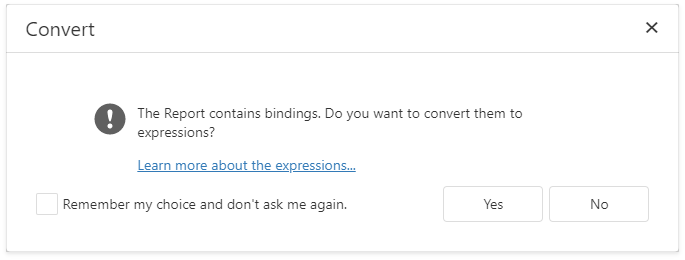 Convert
The Report contains bindings. Do you want to convert them to
expressions?
Learn more about the expressions...
Remember my choice and don't ask me again.
Yes
No